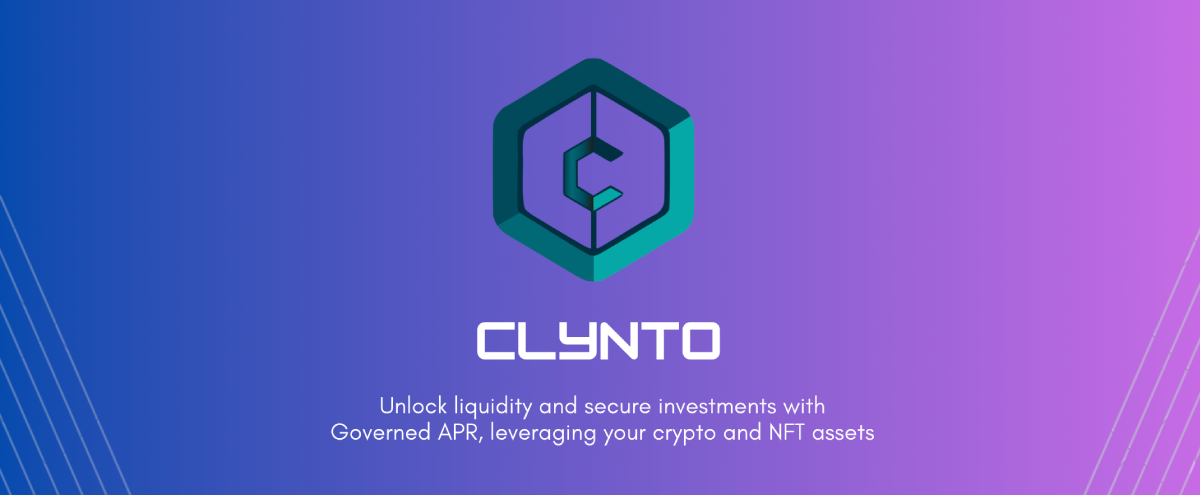 C
CLYNTO
Unlock liquidity and secure investments with
Governed APR, leveraging your crypto and NFT assets